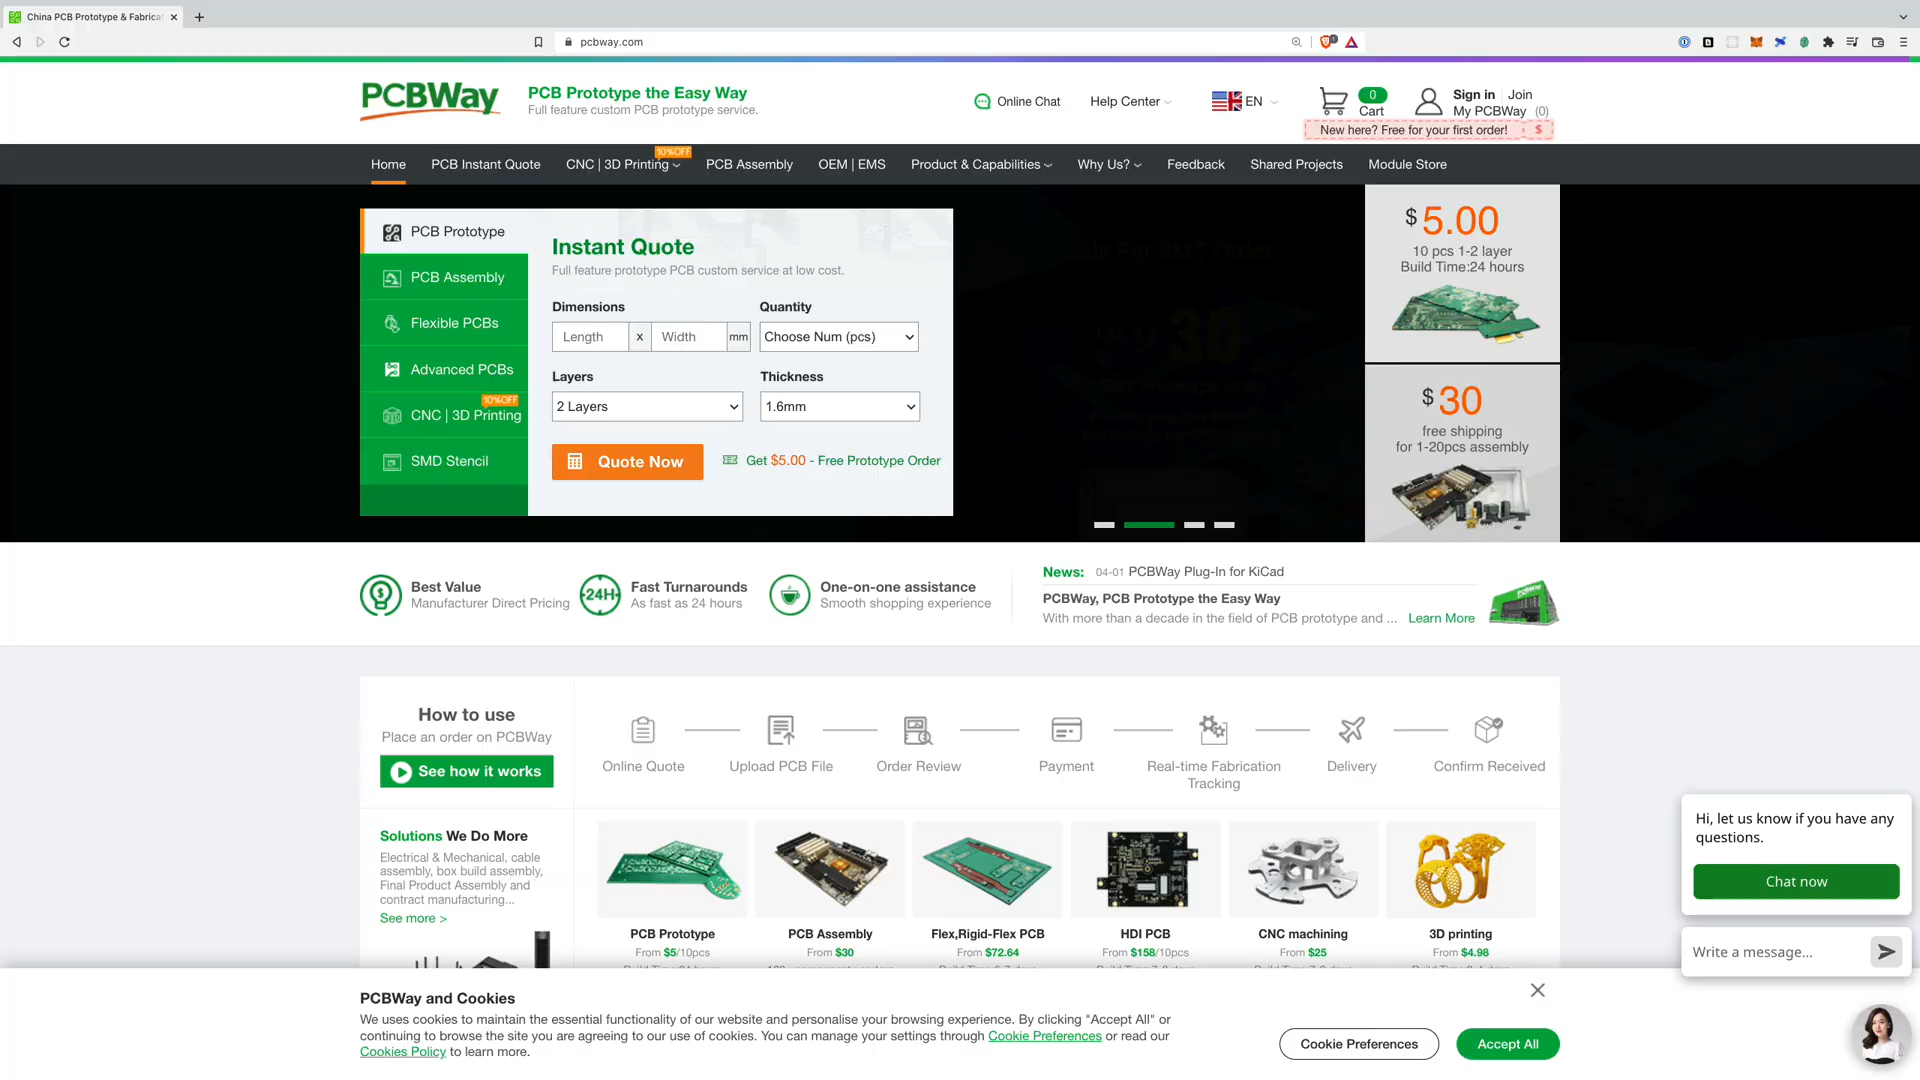 China PCB Prototype & Fabrica
pcbway.com
PCBWay
PCB Prototype the Easy Way
Full feature custom PCB prototype service.
Online Chat
Help Center
EN
0
Cart
Sign in | Join
My PCBWay (0)
New here? Free for your first order! $
Home
PCB Instant Quote
CNC | 3D Printing
10%OFF
PCB Assembly
OEM | EMS
Product & Capabilities
Why Us?
Feedback
Shared Projects
Module Store
PCB Prototype
PCB Assembly
Flexible PCBs
Advanced PCBs
10%OFF
CNC | 3D Printing
SMD Stencil
Instant Quote
Full feature prototype PCB custom service at low cost.
Dimensions
Quantity
Length x Width mm
Choose Num (pcs)
Layers
Thickness
2 Layers
1.6mm
Quote Now
Get $5.00 - Free Prototype Order
For SMT Order
30
$5.00
10 pcs 1-2 layer
Build Time:24 hours
$30
free shipping
for 1-20pcs assembly
Best Value
Manufacturer Direct Pricing
24H
Fast Turnarounds
As fast as 24 hours
One-on-one assistance
Smooth shopping experience
News: 04-01 PCBWay Plug-In for KiCad
PCBWay, PCB Prototype the Easy Way
With more than a decade in the field of PCB prototype and ... Learn More
How to use
Place an order on PCBWay
See how it works
Online Quote
Upload PCB File
Order Review
Payment
Real-time Fabrication
Tracking
Delivery
Confirm Received
Solutions We Do More
Electrical & Mechanical, cable
assembly, box build assembly,
Final Product Assembly and
contract manufacturing...
See more >
PCB Prototype
From $5/10pcs
PCB Assembly
From $30
Flex,Rigid-Flex PCB
From $72.64
HDI PCB
From $158/10pcs
CNC machining
From $25
3D printing
From $4.98
Hi, let us know if you have any
questions.
Chat now
Write a message...
PCBWay and Cookies
We uses cookies to maintain the essential functionality of our website and personalise your browsing experience. By clicking "Accept All" or
continuing to browse the site you are agreeing to our use of cookies. You can manage your settings through Cookie Preferences or read our
Cookies Policy to learn more.
Cookie Preferences
Accept All